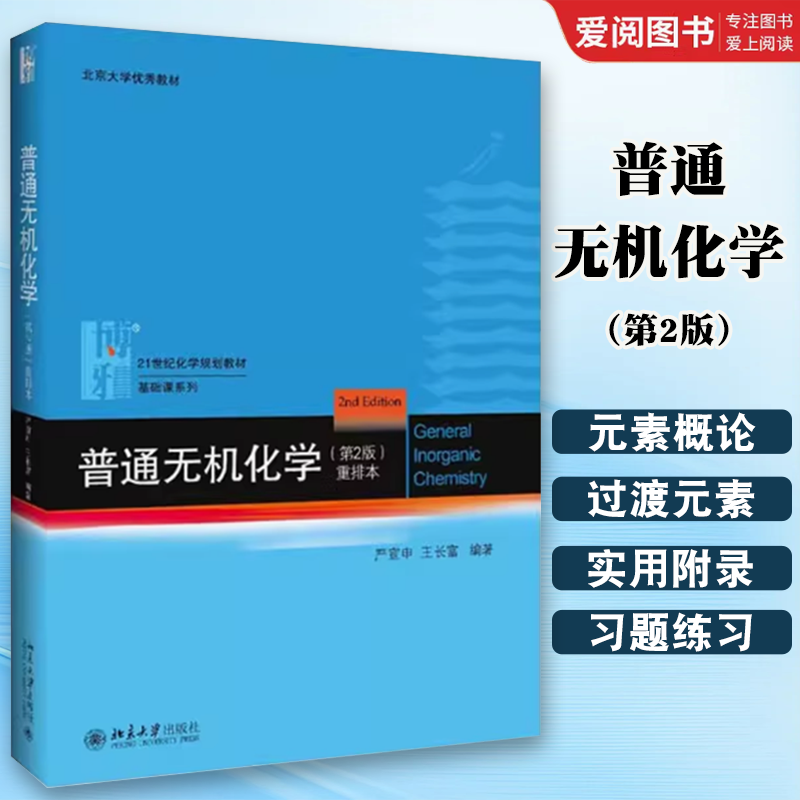 爱阅图书
专注图书
爱上阅读
北京大学优秀教材
普通无机化学
博雅
21世纪化学规划教材
基础课系列
2nd Edition
普通无机化学(第2版)
重排本
General
Inorganic
Chemistry
严宣申 王长富 编著
北京大学出版社
PEKING UNIVERSITY PRESS
普通
无机化学
(第2版)
元素概论
过渡元素
实用附录
习题练习